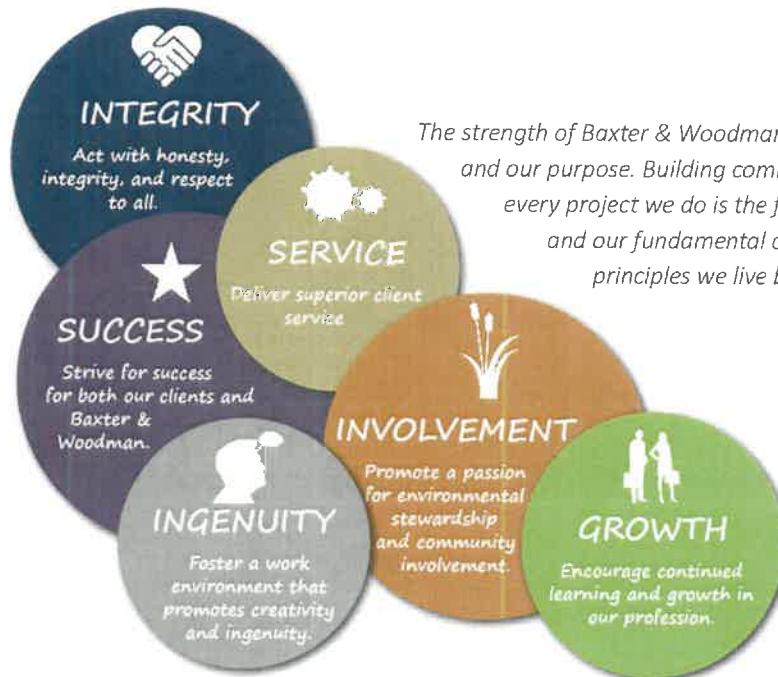 INTEGRITY
Act with honesty,
integrity, and respect
to all.
The strength of Baxter & Woodman
and our purpose. Building
every project we do is the
and our fundamental
principles we live
SERVICE
Deliver superior client
service
SUCCESS
Strive for success
for both our clients and
Baxter &
Woodman.
INVOLVEMENT
Promote a passion
for environmental
stewardship
and community
involvement.
INGENUITY
Foster a work
environment that
promotes creativity
and ingenuity.
GROWTH
Encourage continued
learning and growth in
our profession.